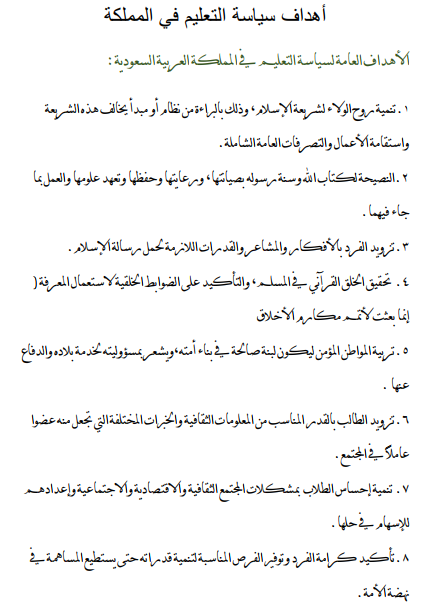 أهداف سياسة التعليم في المملكة
الأهداف العامة لسياسة التعليم في المملكة العربية السعودية :
١. تنمية روح الولاء لشريعة الإسلام، وذلك بالبراءة من نظام أو مبدأ يخالف هذه الشريعة
واستقامة الأعمال والتصرفات العامة الشاملة .
٢. النصيحة لكتاب الله وسنة رسوله بصيانتها، ورعايتها وحفظها وتعهد علومها والعمل بما
جاء فيهما .
٣. تزويد الفرد بالأفكار والمشاعر والقدرات اللازمة لحمل رسالة الإسلام .
٤. تحقيق الخلق القرآني في المسلم، والتأكيد على الضوابط الخلقية لاستعمال المعرفة (
إنما بعثت لأتمم مكارم الأخلاق
٥. تربية المواطن المؤمن ليكون لبنة صالحة في بناء أمته، ويشعر بمسؤوليته لخدمة بلاده والدفاع
عنها .
٦. تزويد الطالب بالقدر المناسب من المعلومات الثقافية والخبرات المختلفة التي تجعل منه عضوا
عاملاً في المجتمع .
٧. تنمية إحساس الطلاب بمشكلات المجتمع الثقافية والاقتصادية والاجتماعية وإعدادهم
للإسهام في حلها .
٨. تأكيد كرامة الفرد وتوفير الفرص المناسبة لتنمية قدراته حتى يستطيع المساهمة في
نهضة الأمة .